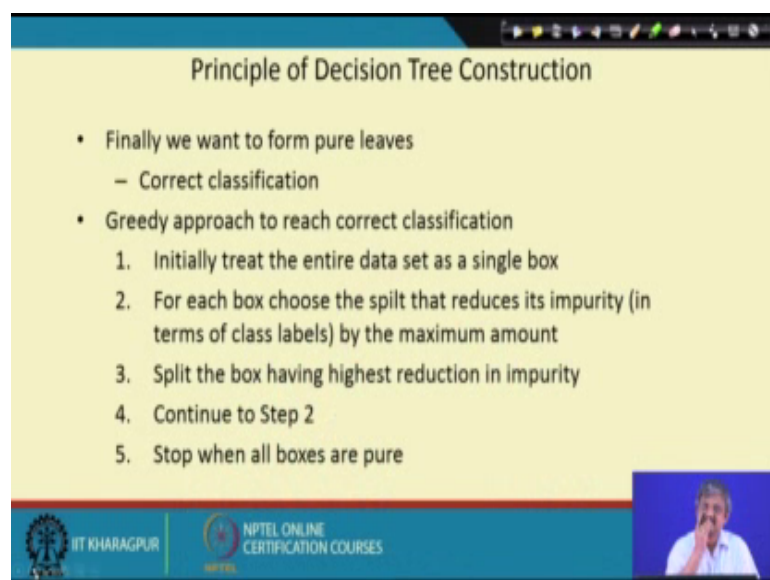 Principle of Decision Tree Construction
• Finally we want to form pure leaves
– Correct classification
• Greedy approach to reach correct classification
1. Initially treat the entire data set as a single box
2. For each box choose the spilt that reduces its impurity (in
terms of class labels) by the maximum amount
3. Split the box having highest reduction in impurity
4. Continue to Step 2
5. Stop when all boxes are pure
IIT KHARAGPUR
NPTEL ONLINE
CERTIFICATION COURSES
NPTEL